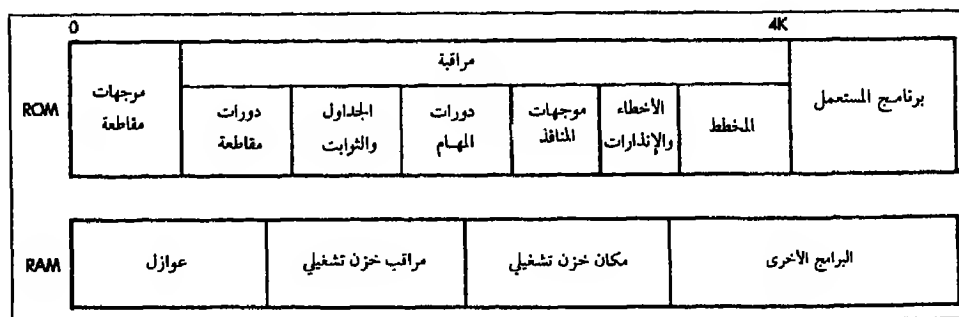 0
4K
ROM
موجهات
مقاطعة
مراقبة
دورات
مقاطعة
الجداول
والثوابت
دورات
المهام
موجهات
المنافذ
الأخطاء
والإنذارات
المخطط
برنامج المستعمل
RAM
عوازل
مراقب خزن تشغيلي
مكان خزن تشغيلي
البرامج الأخرى